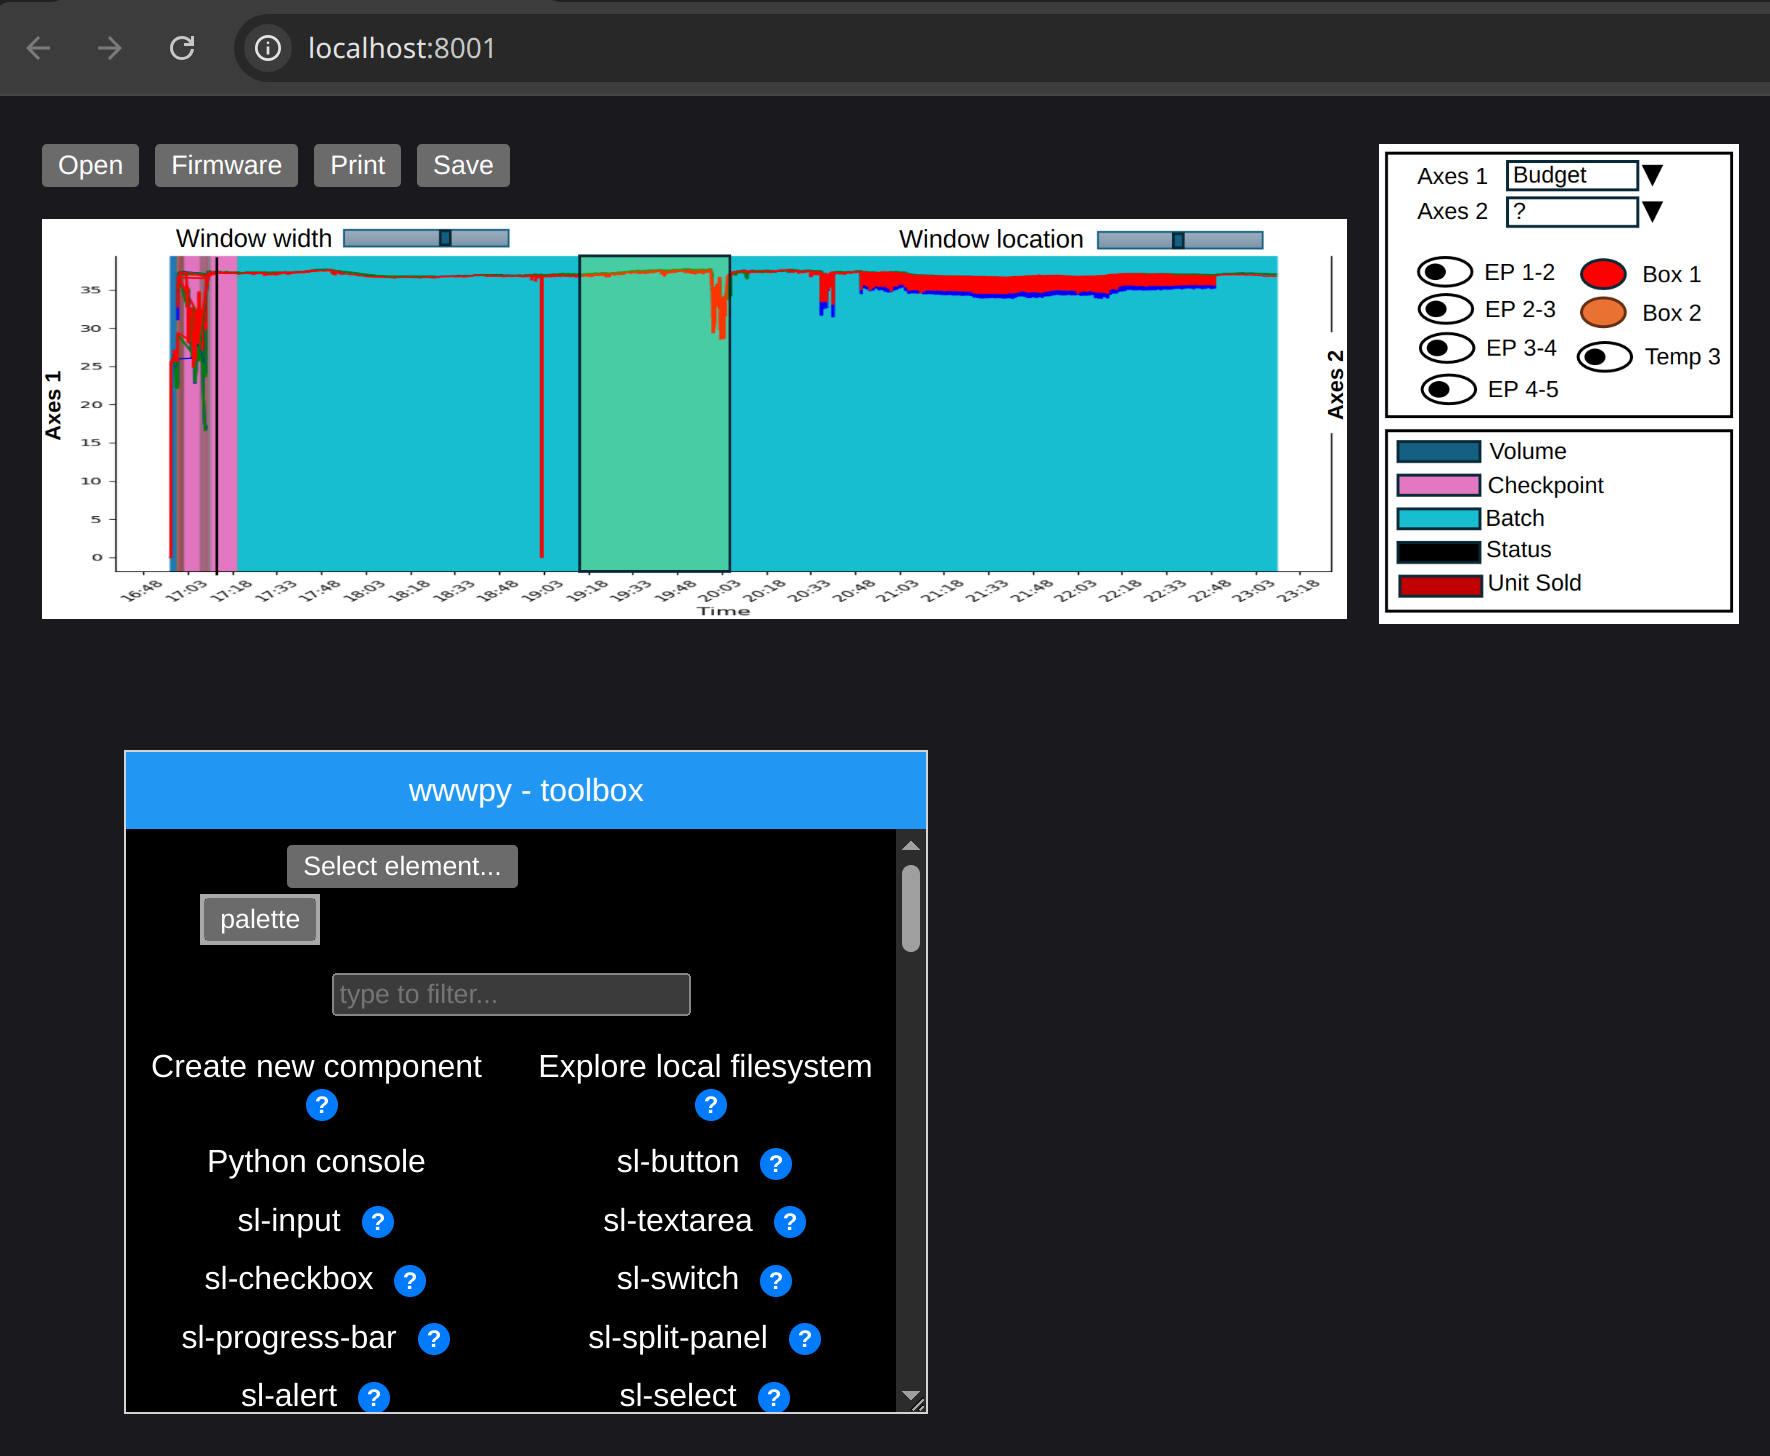 localhost:8001
Open Firmware Print Save
Window width
Window location
Axes 1
35
30
25
20
15
10
5
0
16:48 17:03 17:18 17:33 17:48 18:03 18:18 18:33 18:48 19:03 19:18 19:33 19:48 20:03 20:18 20:33 20:48 21:03 21:18 21:33 21:48 22:03 22:18 22:33 22:48 23:03 23:18
Time
Axes 2
Axes 1 Budget
Axes 2 ?
EP 1-2 Box 1
EP 2-3 Box 2
EP 3-4 Temp 3
EP 4-5
Volume
Checkpoint
Batch
Status
Unit Sold
wwwpy - toolbox
Select element...
palette
type to filter...
Create new component ? Explore local filesystem ?
Python console sl-button ?
sl-input ? sl-textarea ?
sl-checkbox ? sl-switch ?
sl-progress-bar ? sl-split-panel ?
sl-alert ? sl-select ?